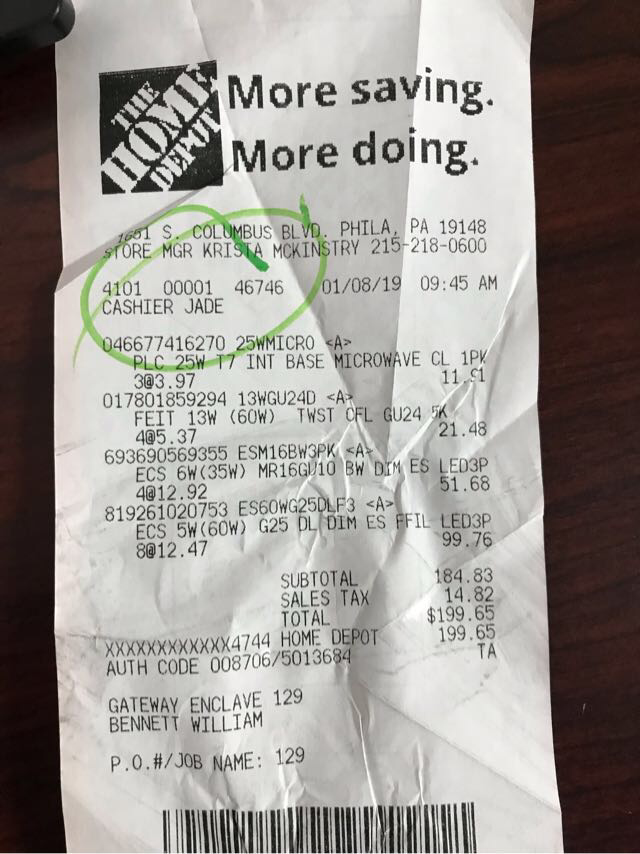 THE
HOME
DEPOT
More saving.
More doing.
1651 S. COLUMBUS BLVD. PHILA, PA 19148
STORE MGR KRISTA MCKINSTRY 215-218-0600
4101 00001 46746 01/08/19 09:45 AM
CASHIER JADE
046677416270 25WMICRO <A>
PLC 25W T7 INT BASE MICROWAVE CL 1PK
3@3.97 11.91
017801859294 13WGU24D <A>
FEIT 13W (60W) TWST CFL GU24 5K
4@5.37 21.48
693690569355 ESM16BW3PK <A>
ECS 6W(35W) MR16GU10 BW DIM ES LED3P
4@12.92 51.68
819261020753 ES60WG25DLF3 <A>
ECS 5W(60W) G25 DL DIM ES FFIL LED3P
8@12.47 99.76
SUBTOTAL 184.83
SALES TAX 14.82
TOTAL $199.65
XXXXXXXXXXXX4744 HOME DEPOT 199.65
AUTH CODE 008706/5013684 TA
GATEWAY ENCLAVE 129
BENNETT WILLIAM
P.O.#/JOB NAME: 129